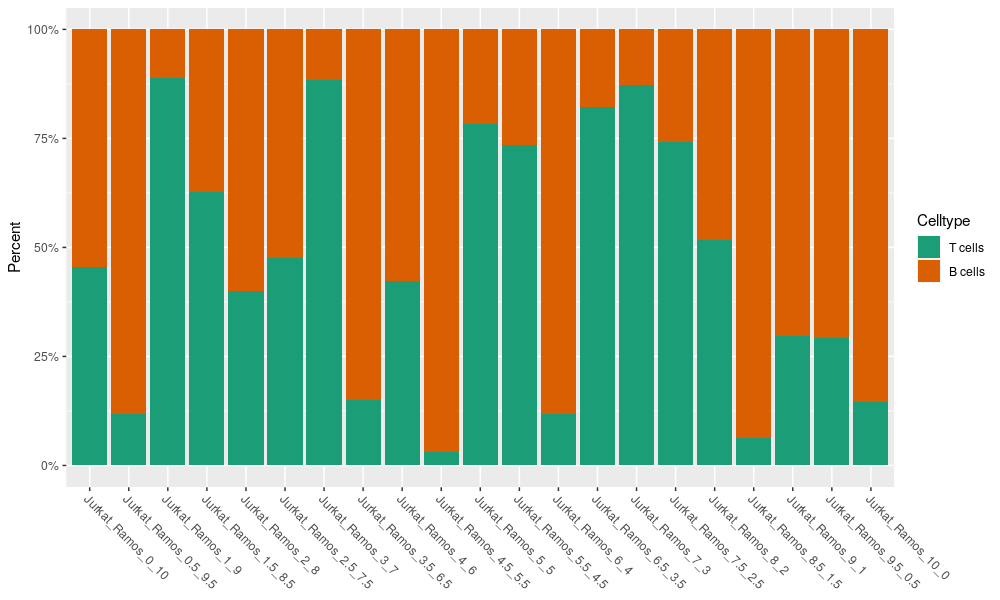 100%
75%
50%
25%
0%
Percent
Jurkat_Ramos_0_10
Jurkat_Ramos_0.5_9.5
Jurkat_Ramos_1_9
Jurkat_Ramos_1.5_8.5
Jurkat_Ramos_2_8
Jurkat_Ramos_2.5_7.5
Jurkat_Ramos_3_7
Jurkat_Ramos_3.5_6.5
Jurkat_Ramos_4_6
Jurkat_Ramos_4.5_5.5
Jurkat_Ramos_5_5
Jurkat_Ramos_5.5_4.5
Jurkat_Ramos_6_4
Jurkat_Ramos_6.5_3.5
Jurkat_Ramos_7_3
Jurkat_Ramos_7.5_2.5
Jurkat_Ramos_8_2
Jurkat_Ramos_8.5_1.5
Jurkat_Ramos_9_1
Jurkat_Ramos_9.5_0.5
Jurkat_Ramos_10_0
Celltype
T cells
B cells